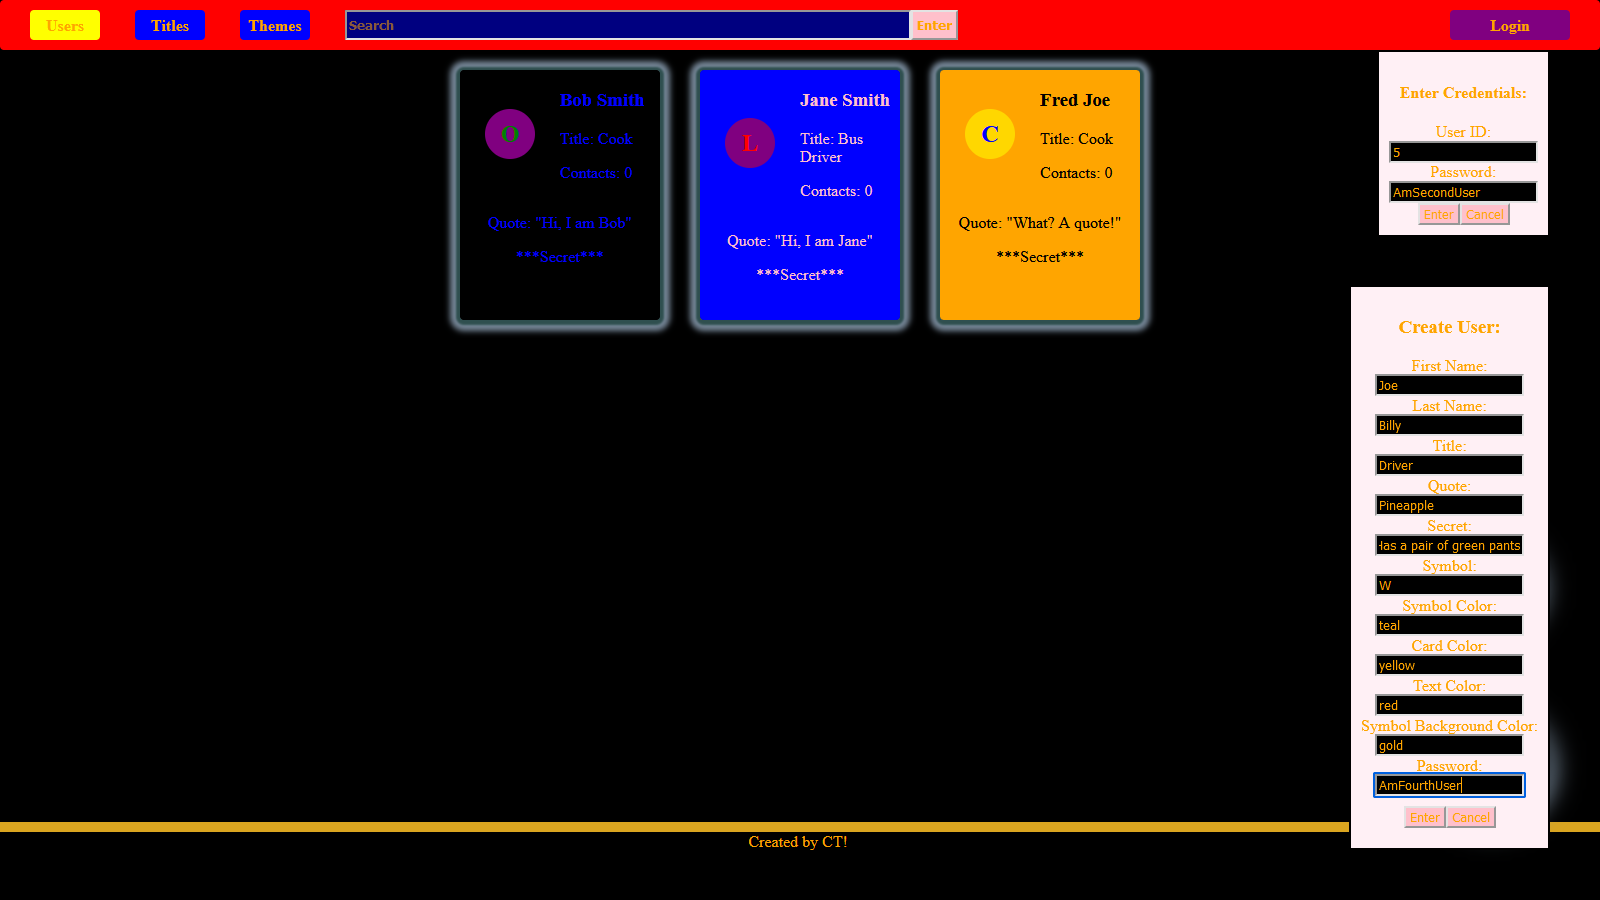 Users Titles Themes Search Enter Login
Bob Smith
O
Title: Cook
Contacts: 0
Quote: "Hi, I am Bob"
***Secret***
Jane Smith
L
Title: Bus
Driver
Contacts: 0
Quote: "Hi, I am Jane"
***Secret***
Fred Joe
C
Title: Cook
Contacts: 0
Quote: "What? A quote!"
***Secret***
Enter Credentials:
User ID:
5
Password:
AmSecondUser
Enter Cancel
Create User:
First Name:
Joe
Last Name:
Billy
Title:
Driver
Quote:
Pineapple
Secret:
Has a pair of green pants
Symbol:
W
Symbol Color:
teal
Card Color:
yellow
Text Color:
red
Symbol Background Color:
gold
Password:
AmFourthUser
Enter Cancel
Created by CT!